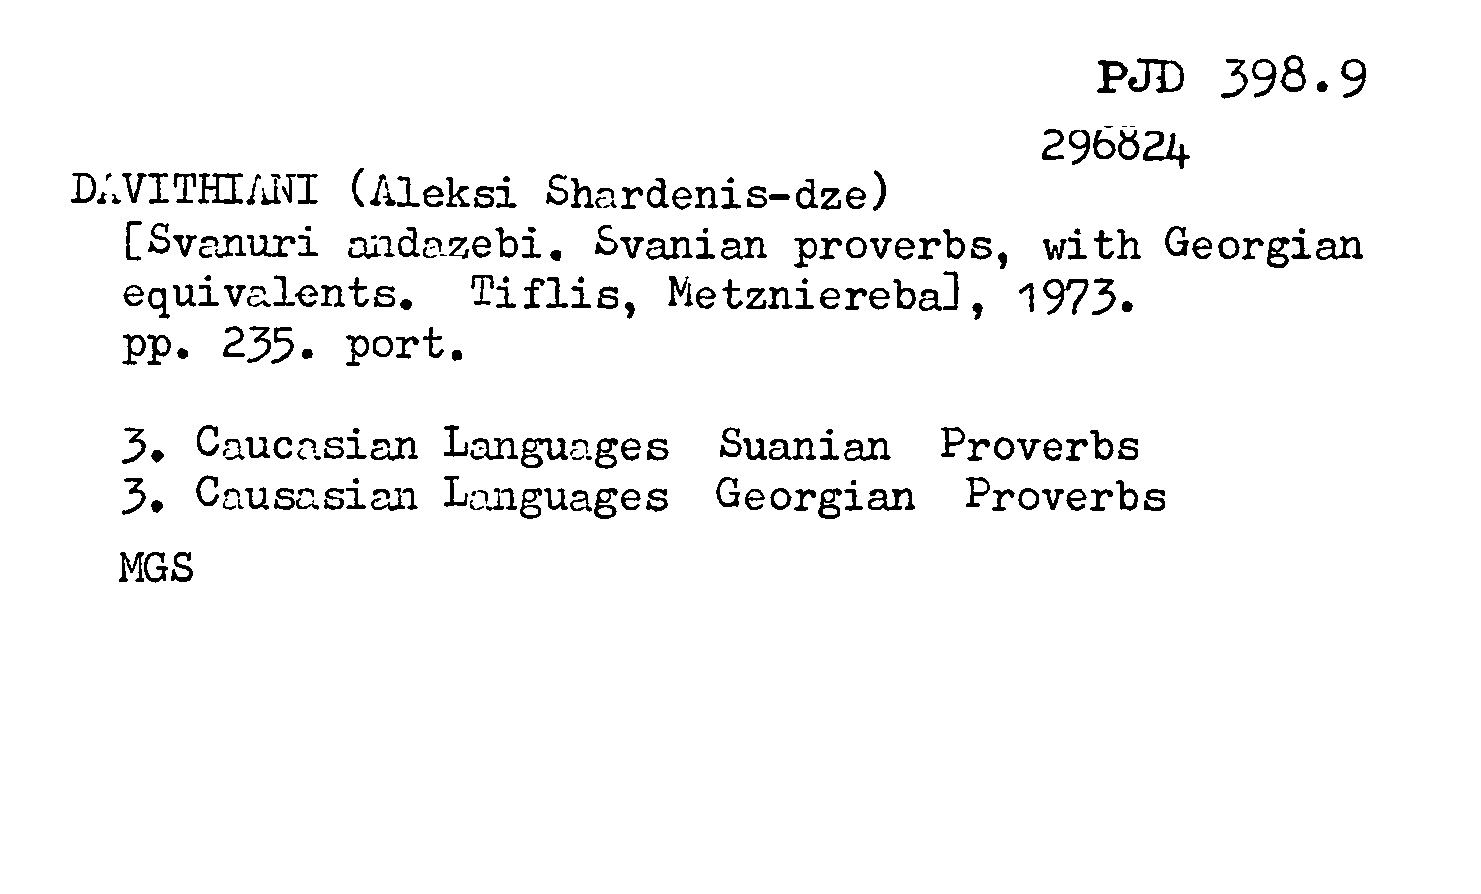 PJD 398.9
296824
DAVITHIANI (Aleksi Shardenis-dze)
[Svanuri andazebi. Svanian proverbs, with Georgian
equivalents. Tiflis, Metzniereba], 1973.
pp. 235. port.
3. Caucasian Languages Suanian Proverbs
3. Causasian Languages Georgian Proverbs
MGS